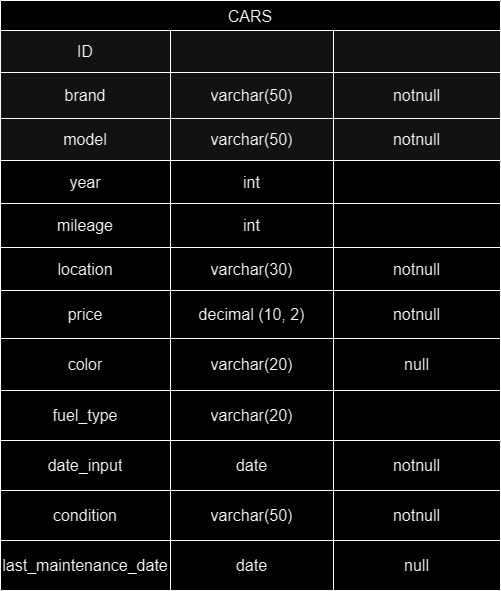 CARS
ID
brand varchar(50) notnull
model varchar(50) notnull
year int
mileage int
location varchar(30) notnull
price decimal (10, 2) notnull
color varchar(20) null
fuel_type varchar(20)
date_input date notnull
condition varchar(50) notnull
last_maintenance_date date null